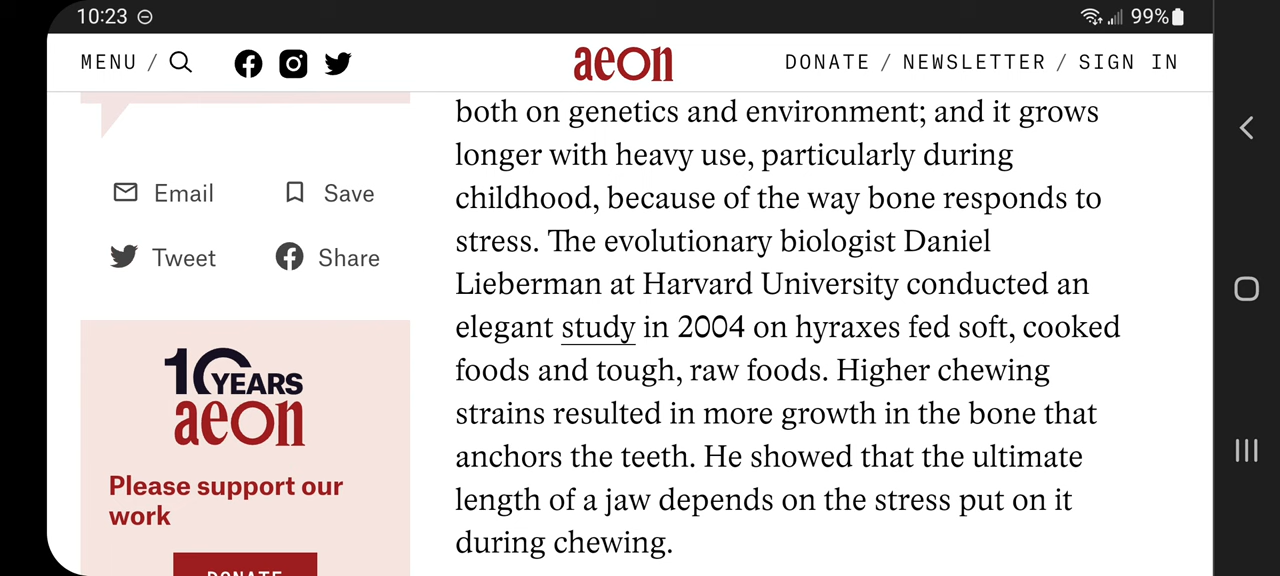 10:23 99%
MENU / aeon DONATE / NEWSLETTER / SIGN IN
Email Save
Tweet Share
10 YEARS
aeon
Please support our
work
DONATE
both on genetics and environment; and it grows
longer with heavy use, particularly during
childhood, because of the way bone responds to
stress. The evolutionary biologist Daniel
Lieberman at Harvard University conducted an
elegant study in 2004 on hyraxes fed soft, cooked
foods and tough, raw foods. Higher chewing
strains resulted in more growth in the bone that
anchors the teeth. He showed that the ultimate
length of a jaw depends on the stress put on it
during chewing.